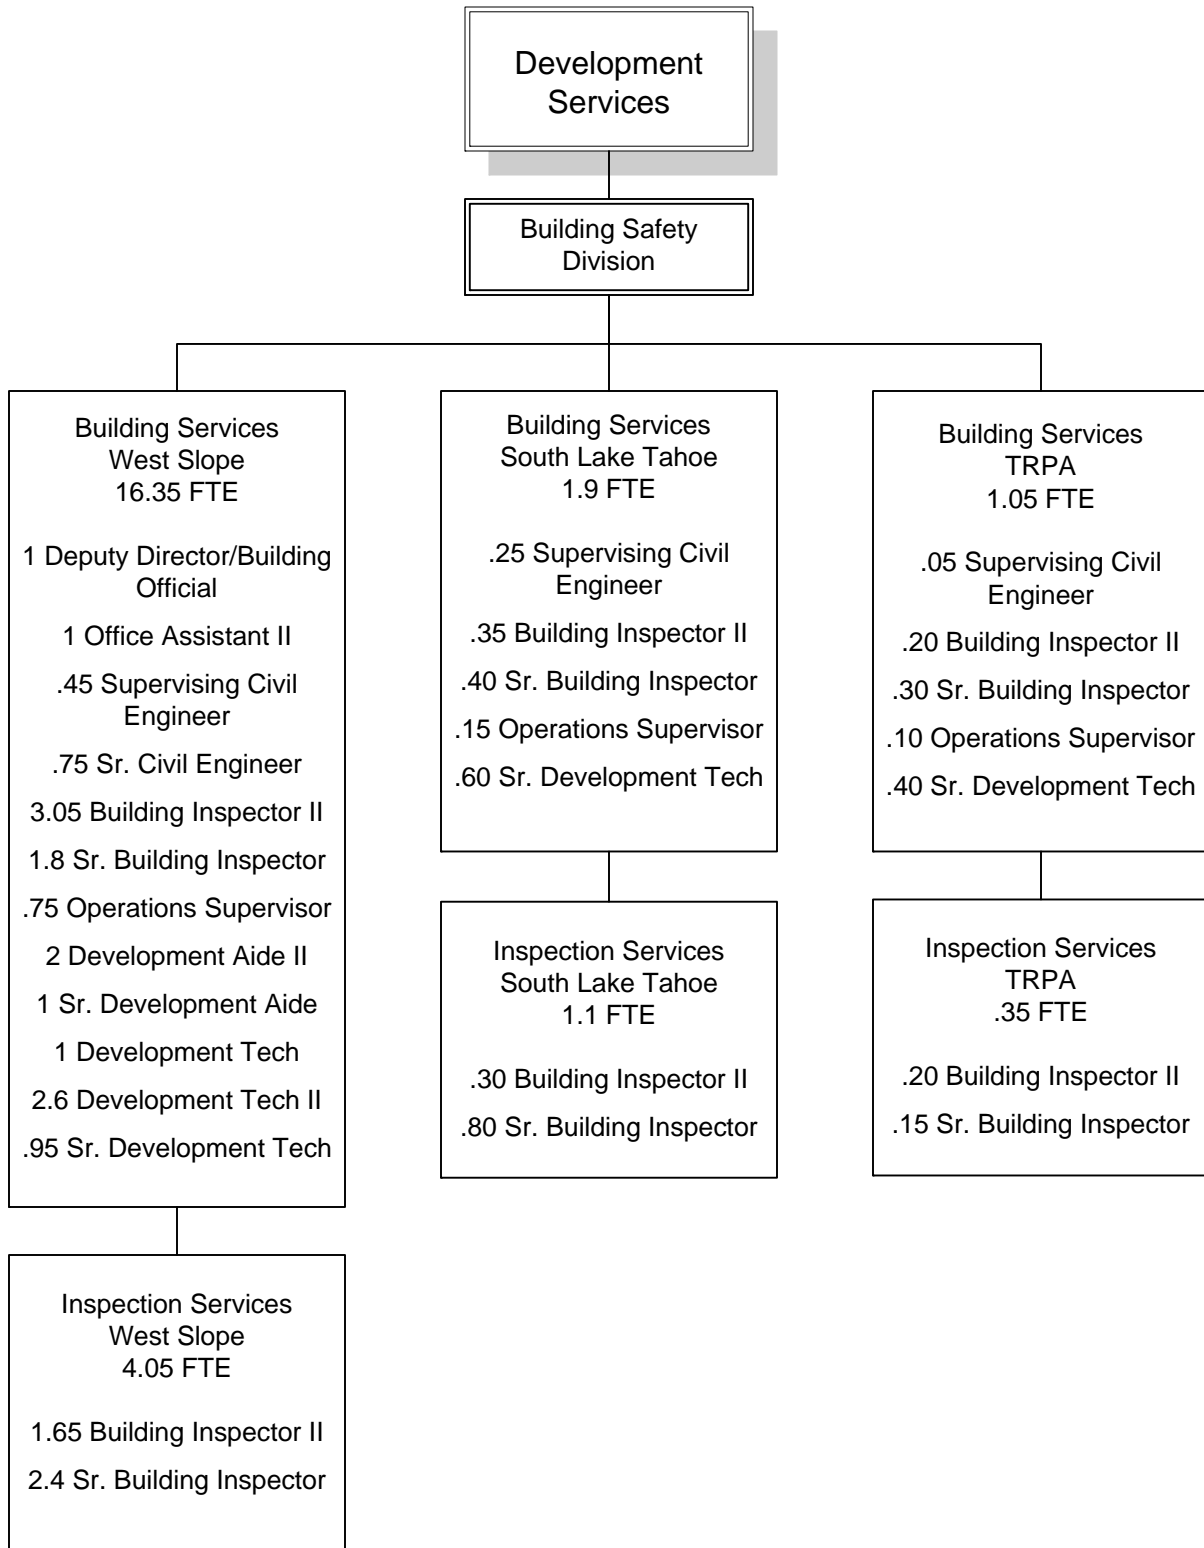 Development
Services
Building Safety
Division
Building Services
West Slope
16.35 FTE
1 Deputy Director/Building
Official
1 Office Assistant II
.45 Supervising Civil
Engineer
.75 Sr. Civil Engineer
3.05 Building Inspector II
1.8 Sr. Building Inspector
.75 Operations Supervisor
2 Development Aide II
1 Sr. Development Aide
1 Development Tech
2.6 Development Tech II
.95 Sr. Development Tech
Inspection Services
West Slope
4.05 FTE
1.65 Building Inspector II
2.4 Sr. Building Inspector
Building Services
South Lake Tahoe
1.9 FTE
.25 Supervising Civil
Engineer
.35 Building Inspector II
.40 Sr. Building Inspector
.15 Operations Supervisor
.60 Sr. Development Tech
Inspection Services
South Lake Tahoe
1.1 FTE
.30 Building Inspector II
.80 Sr. Building Inspector
Building Services
TRPA
1.05 FTE
.05 Supervising Civil
Engineer
.20 Building Inspector II
.30 Sr. Building Inspector
.10 Operations Supervisor
.40 Sr. Development Tech
Inspection Services
TRPA
.35 FTE
.20 Building Inspector II
.15 Sr. Building Inspector